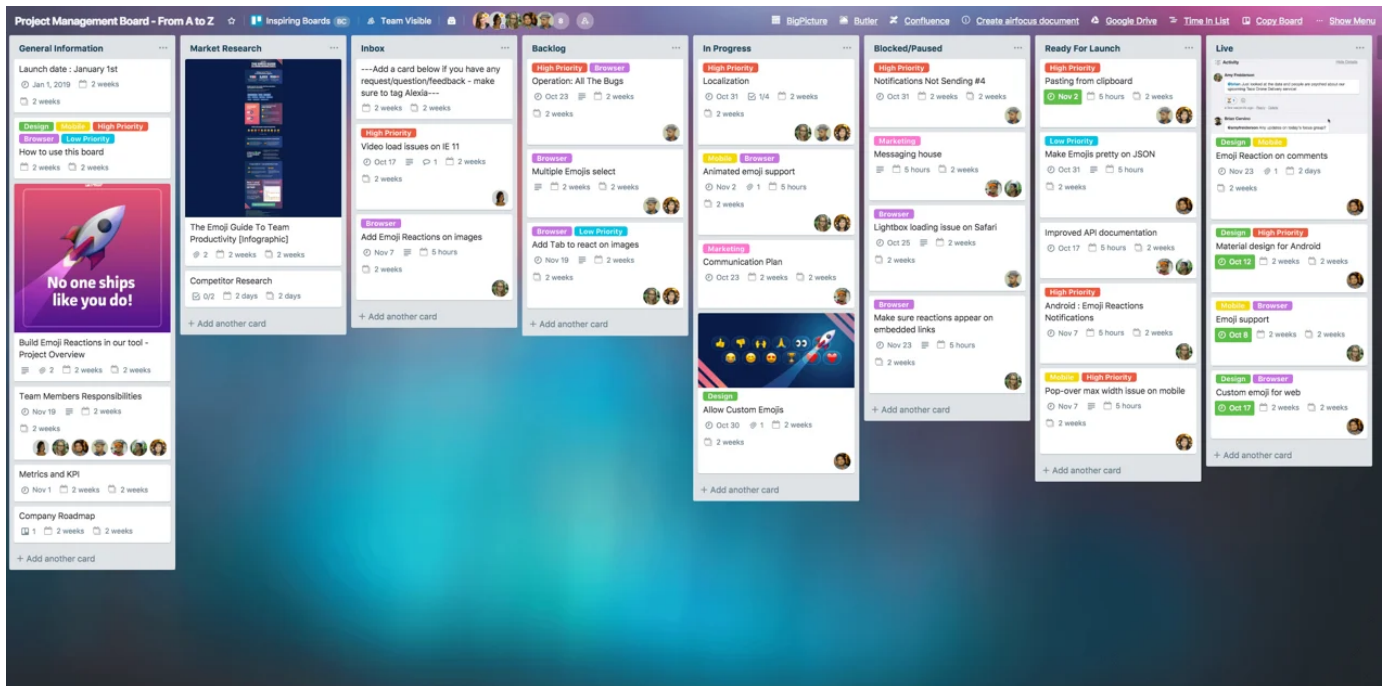 Project Management Board - From A to Z
Inspiring Boards BC
Team Visible
BigPicture
Butler
Confluence
Create airfocus document
Google Drive
Time In List
Copy Board
Show Menu
General Information
Launch date : January 1st
Jan 1, 2019 2 weeks
2 weeks
Design Mobile High Priority
Browser Low Priority
How to use this board
2 weeks 2 weeks
No one ships
like you do!
Build Emoji Reactions in our tool -
Project Overview
2 2 weeks 2 weeks
Team Members Responsibilities
Nov 19 2 weeks
2 weeks
Metrics and KPI
Nov 1 2 weeks 2 weeks
Company Roadmap
1 2 weeks 2 weeks
+ Add another card
Market Research
The Emoji Guide To Team
Productivity [Infographic]
2 2 weeks 2 weeks
Competitor Research
0/2 2 days 2 days
+ Add another card
Inbox
---Add a card below if you have any
request/question/feedback - make
sure to tag Alexia---
2 weeks 2 weeks
High Priority
Video load issues on IE 11
Oct 17 1 2 weeks
2 weeks
Browser
Add Emoji Reactions on images
Nov 7 5 hours
2 weeks
+ Add another card
Backlog
High Priority Browser
Operation: All The Bugs
Oct 23 2 weeks
2 weeks
Browser
Multiple Emojis select
2 weeks 2 weeks
Browser Low Priority
Add Tab to react on images
Nov 19 2 weeks
2 weeks
+ Add another card
In Progress
High Priority
Localization
Oct 31 1/4 2 weeks
2 weeks
Mobile Browser
Animated emoji support
Nov 2 1 5 hours
2 weeks
Marketing
Communication Plan
Oct 23 2 weeks 2 weeks
Design
Allow Custom Emojis
Oct 30 1 2 weeks
2 weeks
+ Add another card
Blocked/Paused
High Priority
Notifications Not Sending #4
Oct 31 2 weeks 2 weeks
Marketing
Messaging house
5 hours 2 weeks
Browser
Lightbox loading issue on Safari
Oct 25 2 weeks
2 weeks
Browser
Make sure reactions appear on
embedded links
Nov 23 5 hours
2 weeks
+ Add another card
Ready For Launch
High Priority
Pasting from clipboard
Nov 2 5 hours 2 weeks
Low Priority
Make Emojis pretty on JSON
Oct 31 5 hours
2 weeks
Improved API documentation
Oct 17 5 hours 2 weeks
High Priority
Android : Emoji Reactions
Notifications
Nov 7 5 hours 2 weeks
Mobile High Priority
Pop-over max width issue on mobile
Nov 7 5 hours
2 weeks
+ Add another card
Live
Activity
Design Mobile
Emoji Reaction on comments
Nov 23 1 2 days
2 weeks
Design High Priority
Material design for Android
Oct 12 2 weeks 2 weeks
Mobile Browser
Emoji support
Oct 8 2 weeks 2 weeks
Design Browser
Custom emoji for web
Oct 17 2 weeks 2 weeks
+ Add another card